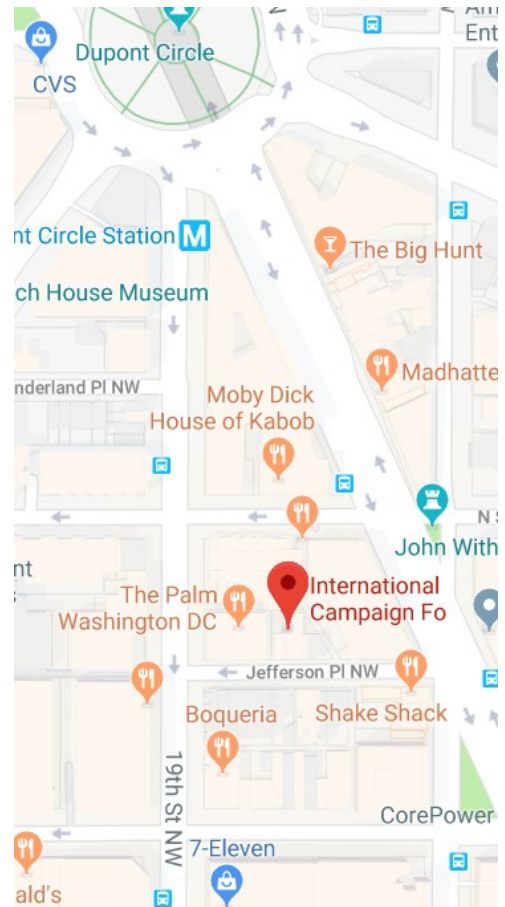 Am
Ent
Dupont Circle
CVS
nt Circle Station M
The Big Hunt
ch House Museum
Madhatte
nderland Pl NW
Moby Dick
House of Kabob
N S
John With
nt
International
Campaign Fo
The Palm
Washington DC
Jefferson Pl NW
Boqueria
Shake Shack
19th St NW
CorePower
7-Eleven
ald's